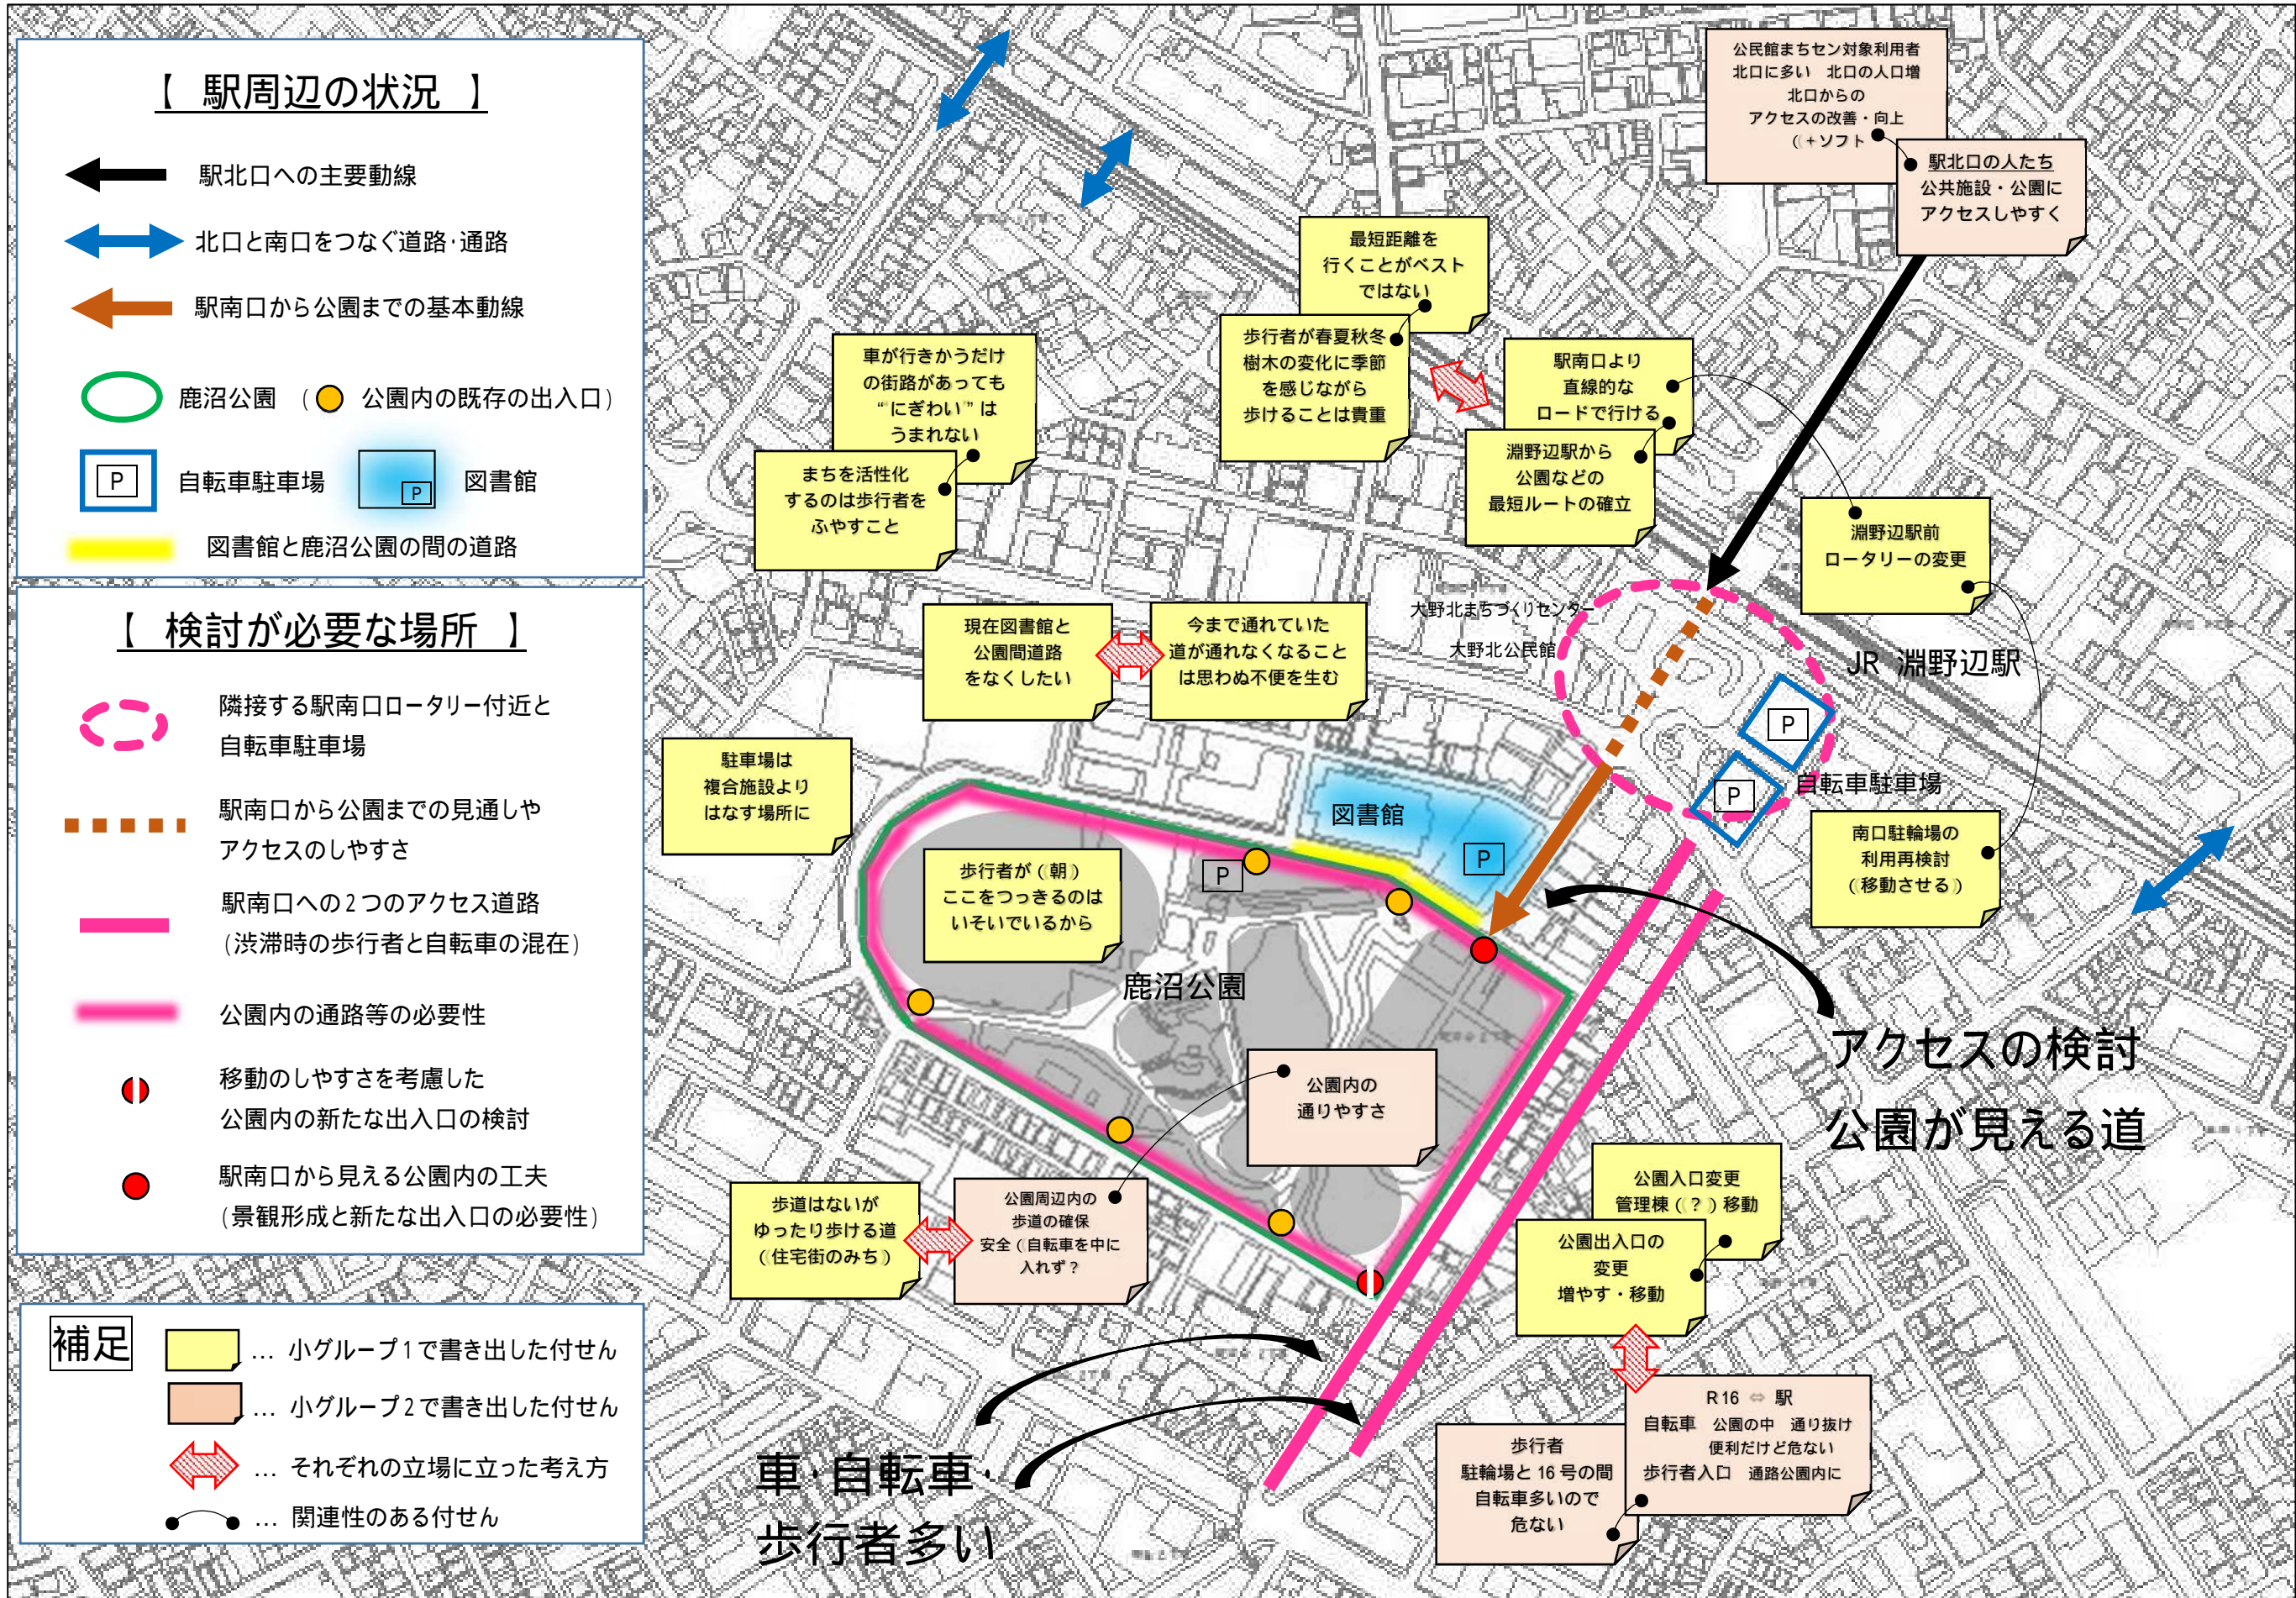 【 駅周辺の状況 】
駅北口への主要動線
北口と南口をつなぐ道路・通路
駅南口から公園までの基本動線
鹿沼公園 ( 公園内の既存の出入口)
P 自転車駐車場 P 図書館
図書館と鹿沼公園の間の道路
【 検討が必要な場所 】
隣接する駅南口ロータリー付近と
自転車駐車場
駅南口から公園までの見通しや
アクセスのしやすさ
駅南口への2つのアクセス道路
(渋滞時の歩行者と自転車の混在)
公園内の通路等の必要性
移動のしやすさを考慮した
公園内の新たな出入口の検討
駅南口から見える公園内の工夫
(景観形成と新たな出入口の必要性)
補足
… 小グループ1で書き出した付せん
… 小グループ2で書き出した付せん
… それぞれの立場に立った考え方
… 関連性のある付せん
公民館まちセン対象利用者
北口に多い 北口の人口増
北口からの
アクセスの改善・向上
(+ソフト
駅北口の人たち
公共施設・公園に
アクセスしやすく
最短距離を
行くことがベスト
ではない
歩行者が春夏秋冬
樹木の変化に季節
を感じながら
歩けることは貴重
駅南口より
直線的な
ロードで行ける
淵野辺駅から
公園などの
最短ルートの確立
車が行きかうだけ
の街路があっても
“にぎわい”は
うまれない
まちを活性化
するのは歩行者を
ふやすこと
淵野辺駅前
ロータリーの変更
現在図書館と
公園間道路
をなくしたい
今まで通れていた
道が通れなくなること
は思わぬ不便を生む
大野北まちづくりセンター
大野北公民館
JR 淵野辺駅
P
P
自転車駐車場
駐車場は
複合施設より
はなす場所に
図書館
P
P
南口駐輪場の
利用再検討
(移動させる)
歩行者が(朝)
ここをつっきるのは
いそいでいるから
鹿沼公園
アクセスの検討
公園が見える道
公園内の
通りやすさ
歩道はないが
ゆったり歩ける道
(住宅街のみち)
公園周辺内の
歩道の確保
安全(自転車を中に
入れず?
公園入口変更
管理棟(?)移動
公園出入口の
変更
増やす・移動
R16 ⇔ 駅
自転車 公園の中 通り抜け
便利だけど危ない
歩行者入口 通路公園内に
歩行者
駐輪場と16号の間
自転車多いので
危ない
車・自転車・
歩行者多い